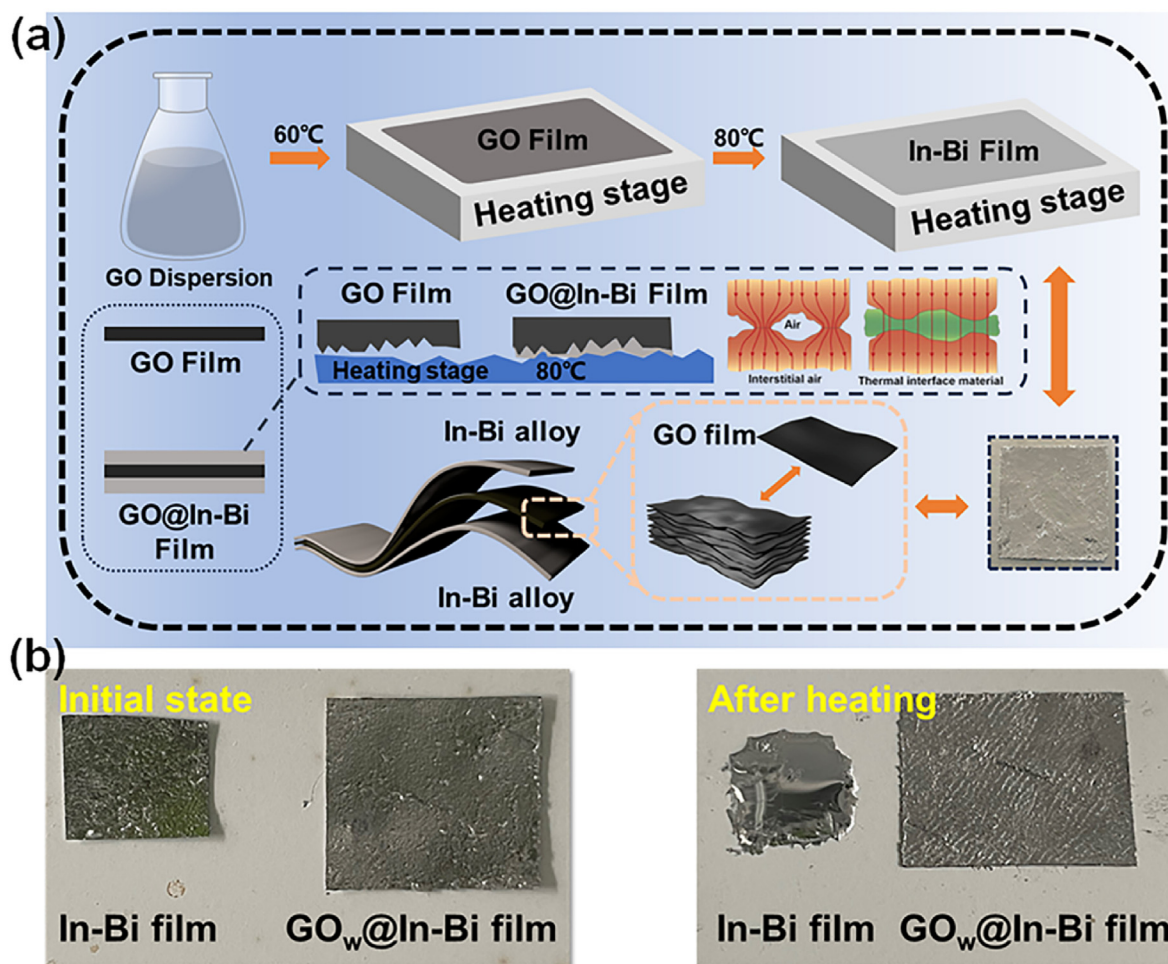 (a)
60℃
GO Film
Heating stage
80℃
In-Bi Film
Heating stage
GO Dispersion
GO Film
GO@In-Bi
Film
GO Film
GO@In-Bi Film
Heating stage
80℃
Air
Interstitial air
Thermal interface material
In-Bi alloy
In-Bi alloy
GO film
(b)
Initial state
In-Bi film
GOw@In-Bi film
After heating
In-Bi film
GOw@In-Bi film